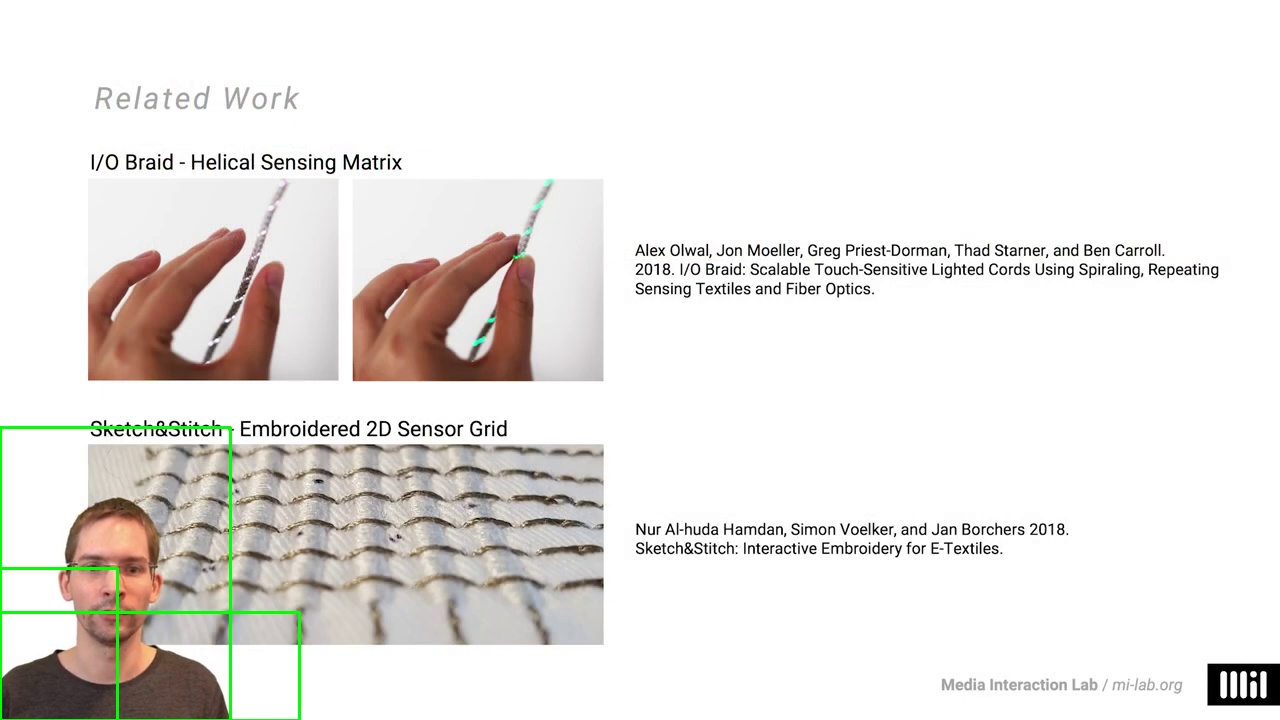 Related Work
I/O Braid - Helical Sensing Matrix
Alex Olwal, Jon Moeller, Greg Priest-Dorman, Thad Starner, and Ben Carroll.
2018. I/O Braid: Scalable Touch-Sensitive Lighted Cords Using Spiraling, Repeating
Sensing Textiles and Fiber Optics.
Sketch&Stitch - Embroidered 2D Sensor Grid
Nur Al-huda Hamdan, Simon Voelker, and Jan Borchers 2018.
Sketch&Stitch: Interactive Embroidery for E-Textiles.
Media Interaction Lab / mi-lab.org
mil